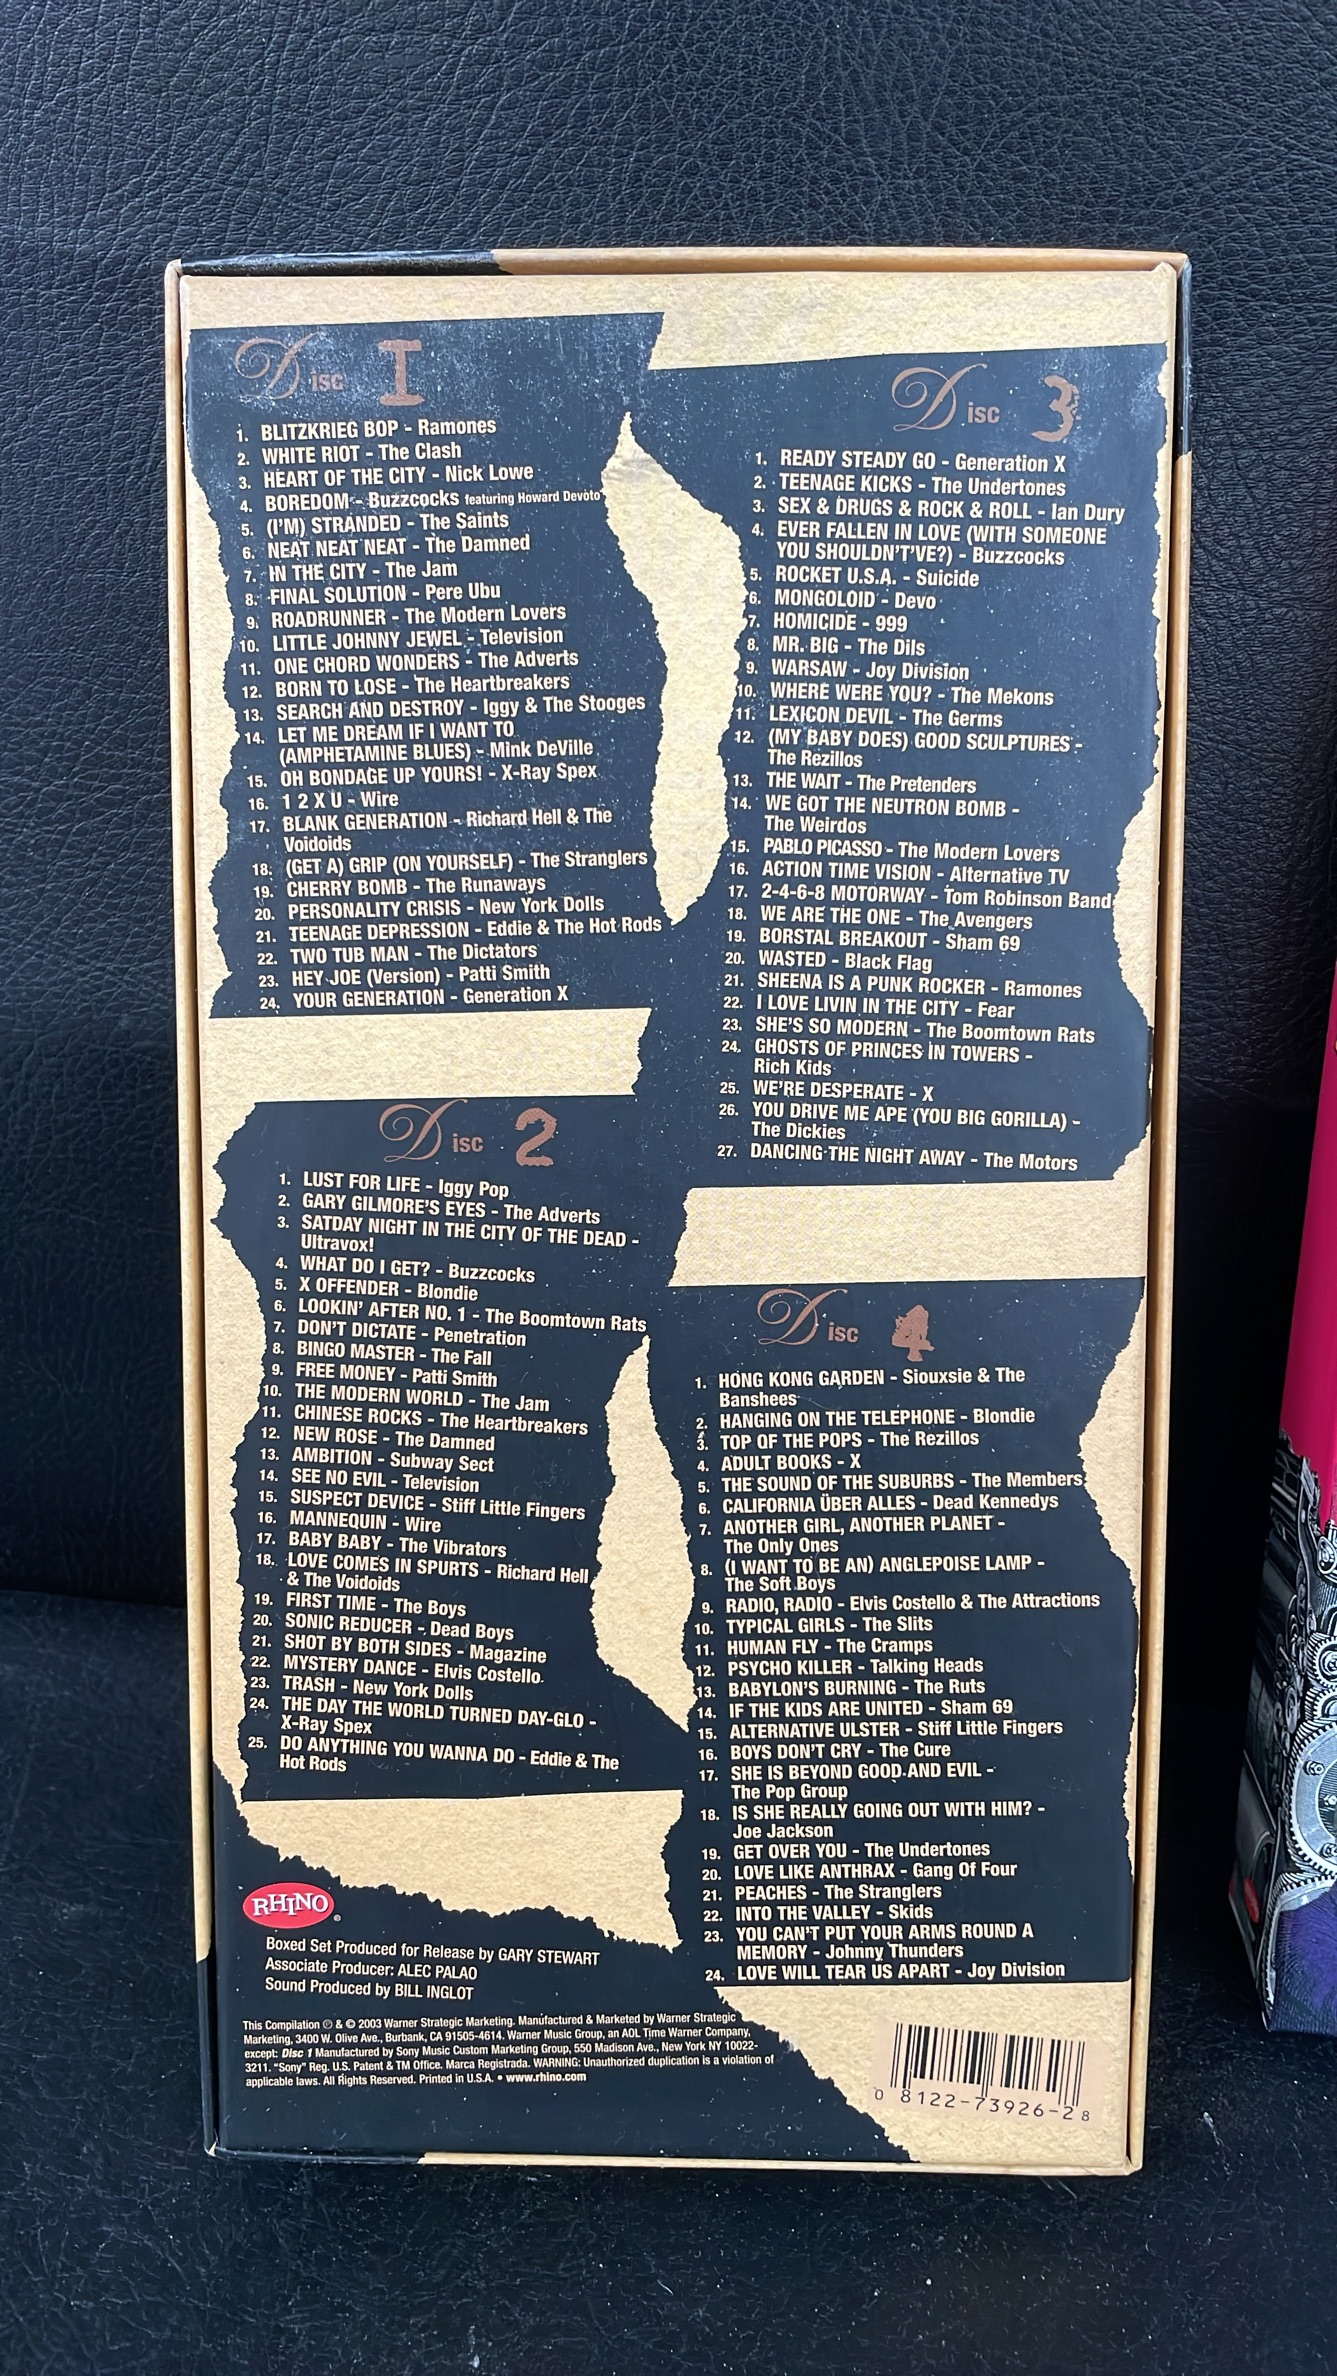 Disc 1
1. BLITZKRIEG BOP - Ramones
2. WHITE RIOT - The Clash
3. HEART OF THE CITY - Nick Lowe
4. BOREDOM - Buzzcocks featuring Howard Devoto
5. (I'M) STRANDED - The Saints
6. NEAT NEAT NEAT - The Damned
7. IN THE CITY - The Jam
8. FINAL SOLUTION - Pere Ubu
9. ROADRUNNER - The Modern Lovers
10. LITTLE JOHNNY JEWEL - Television
11. ONE CHORD WONDERS - The Adverts
12. BORN TO LOSE - The Heartbreakers
13. SEARCH AND DESTROY - Iggy & The Stooges
14. LET ME DREAM IF I WANT TO
(AMPHETAMINE BLUES) - Mink DeVille
15. OH BONDAGE UP YOURS! - X-Ray Spex
16. 1 2 X U - Wire
17. BLANK GENERATION - Richard Hell & The
Voidoids
18. (GET A) GRIP (ON YOURSELF) - The Stranglers
19. CHERRY BOMB - The Runaways
20. PERSONALITY CRISIS - New York Dolls
21. TEENAGE DEPRESSION - Eddie & The Hot Rods
22. TWO TUB MAN - The Dictators
23. HEY JOE (Version) - Patti Smith
24. YOUR GENERATION - Generation X
Disc 2
1. LUST FOR LIFE - Iggy Pop
2. GARY GILMORE'S EYES - The Adverts
3. SATDAY NIGHT IN THE CITY OF THE DEAD -
Ultravox!
4. WHAT DO I GET? - Buzzcocks
5. X OFFENDER - Blondie
6. LOOKIN' AFTER NO. 1 - The Boomtown Rats
7. DON'T DICTATE - Penetration
8. BINGO MASTER - The Fall
9. FREE MONEY - Patti Smith
10. THE MODERN WORLD - The Jam
11. CHINESE ROCKS - The Heartbreakers
12. NEW ROSE - The Damned
13. AMBITION - Subway Sect
14. SEE NO EVIL - Television
15. SUSPECT DEVICE - Stiff Little Fingers
16. MANNEQUIN - Wire
17. BABY BABY - The Vibrators
18. LOVE COMES IN SPURTS - Richard Hell
& The Voidoids
19. FIRST TIME - The Boys
20. SONIC REDUCER - Dead Boys
21. SHOT BY BOTH SIDES - Magazine
22. MYSTERY DANCE - Elvis Costello
23. TRASH - New York Dolls
24. THE DAY THE WORLD TURNED DAY-GLO -
X-Ray Spex
25. DO ANYTHING YOU WANNA DO - Eddie & The
Hot Rods
Disc 3
1. READY STEADY GO - Generation X
2. TEENAGE KICKS - The Undertones
3. SEX & DRUGS & ROCK & ROLL - Ian Dury
4. EVER FALLEN IN LOVE (WITH SOMEONE
YOU SHOULDN'T'VE?) - Buzzcocks
5. ROCKET U.S.A. - Suicide
6. MONGOLOID - Devo
7. HOMICIDE - 999
8. MR. BIG - The Dils
9. WARSAW - Joy Division
10. WHERE WERE YOU? - The Mekons
11. LEXICON DEVIL - The Germs
12. (MY BABY DOES) GOOD SCULPTURES -
The Rezillos
13. THE WAIT - The Pretenders
14. WE GOT THE NEUTRON BOMB -
The Weirdos
15. PABLO PICASSO - The Modern Lovers
16. ACTION TIME VISION - Alternative TV
17. 2-4-6-8 MOTORWAY - Tom Robinson Band
18. WE ARE THE ONE - The Avengers
19. BORSTAL BREAKOUT - Sham 69
20. WASTED - Black Flag
21. SHEENA IS A PUNK ROCKER - Ramones
22. I LOVE LIVIN IN THE CITY - Fear
23. SHE'S SO MODERN - The Boomtown Rats
24. GHOSTS OF PRINCES IN TOWERS -
Rich Kids
25. WE'RE DESPERATE - X
26. YOU DRIVE ME APE (YOU BIG GORILLA) -
The Dickies
27. DANCING THE NIGHT AWAY - The Motors
Disc 4
1. HONG KONG GARDEN - Siouxsie & The
Banshees
2. HANGING ON THE TELEPHONE - Blondie
3. TOP OF THE POPS - The Rezillos
4. ADULT BOOKS - X
5. THE SOUND OF THE SUBURBS - The Members
6. CALIFORNIA ÜBER ALLES - Dead Kennedys
7. ANOTHER GIRL, ANOTHER PLANET -
The Only Ones
8. (I WANT TO BE AN) ANGLEPOISE LAMP -
The Soft Boys
9. RADIO, RADIO - Elvis Costello & The Attractions
10. TYPICAL GIRLS - The Slits
11. HUMAN FLY - The Cramps
12. PSYCHO KILLER - Talking Heads
13. BABYLON'S BURNING - The Ruts
14. IF THE KIDS ARE UNITED - Sham 69
15. ALTERNATIVE ULSTER - Stiff Little Fingers
16. BOYS DON'T CRY - The Cure
17. SHE IS BEYOND GOOD AND EVIL -
The Pop Group
18. IS SHE REALLY GOING OUT WITH HIM? -
Joe Jackson
19. GET OVER YOU - The Undertones
20. LOVE LIKE ANTHRAX - Gang Of Four
21. PEACHES - The Stranglers
22. INTO THE VALLEY - Skids
23. YOU CAN'T PUT YOUR ARMS ROUND A
MEMORY - Johnny Thunders
24. LOVE WILL TEAR US APART - Joy Division
RHINO®
Boxed Set Produced for Release by GARY STEWART
Associate Producer: ALEC PALAO
Sound Produced by BILL INGLOT
This Compilation ℗ & © 2003 Warner Strategic Marketing. Manufactured & Marketed by Warner Strategic
Marketing, 3400 W. Olive Ave., Burbank, CA 91505-4614. Warner Music Group, an AOL Time Warner Company,
except: Disc 1 Manufactured by Sony Music Custom Marketing Group, 550 Madison Ave., New York NY 10022-
3211. "Sony" Reg. U.S. Patent & TM Office. Marca Registrada. WARNING: Unauthorized duplication is a violation of
applicable laws. All Rights Reserved. Printed in U.S.A. • www.rhino.com
0 8122-73926-2 8